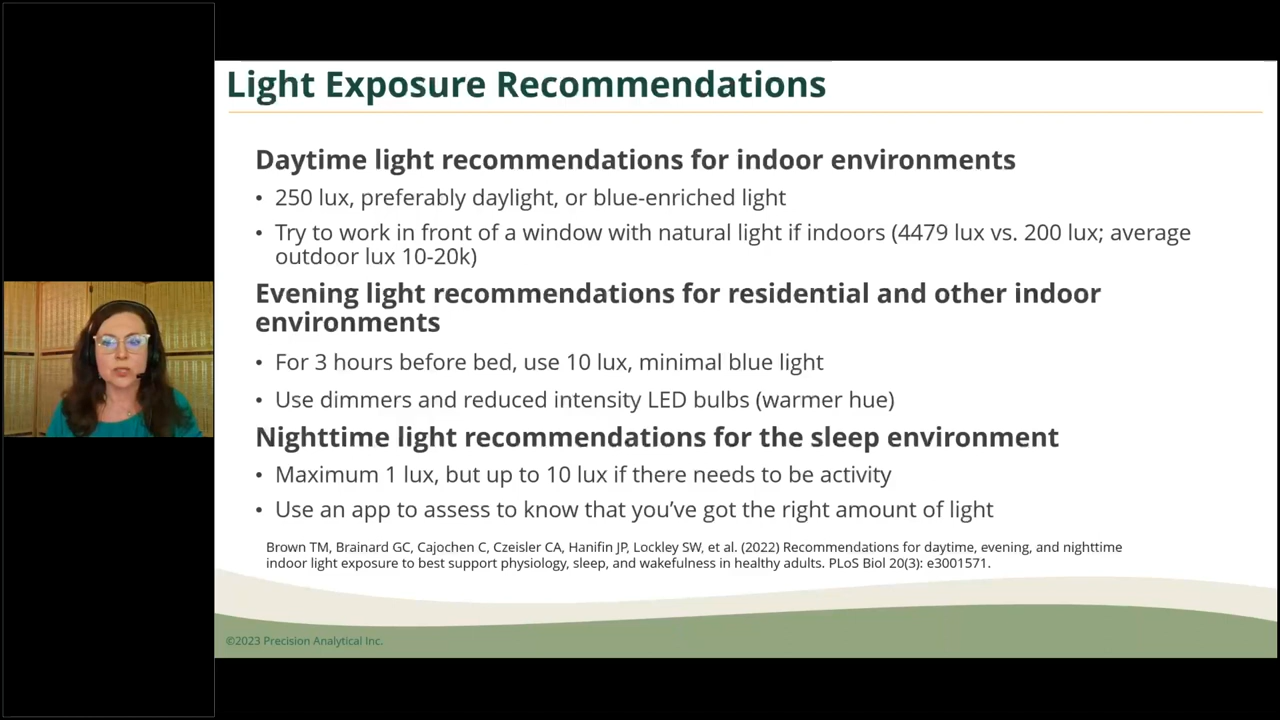 Light Exposure Recommendations
Daytime light recommendations for indoor environments
• 250 lux, preferably daylight, or blue-enriched light
• Try to work in front of a window with natural light if indoors (4479 lux vs. 200 lux; average
outdoor lux 10-20k)
Evening light recommendations for residential and other indoor
environments
• For 3 hours before bed, use 10 lux, minimal blue light
• Use dimmers and reduced intensity LED bulbs (warmer hue)
Nighttime light recommendations for the sleep environment
• Maximum 1 lux, but up to 10 lux if there needs to be activity
• Use an app to assess to know that you’ve got the right amount of light
Brown TM, Brainard GC, Cajochen C, Czeisler CA, Hanifin JP, Lockley SW, et al. (2022) Recommendations for daytime, evening, and nighttime
indoor light exposure to best support physiology, sleep, and wakefulness in healthy adults. PLoS Biol 20(3): e3001571.
©2023 Precision Analytical Inc.